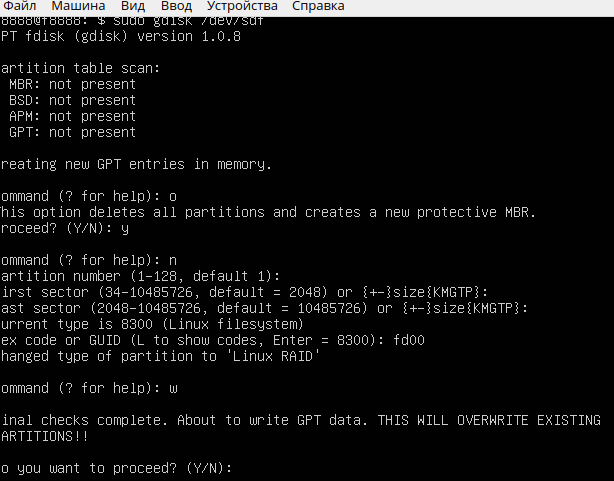 Файл Машина Вид Ввод Устройства Справка
8888@f8888: $ sudo gdisk /dev/sdf
PT fdisk (gdisk) version 1.0.8
artition table scan:
MBR: not present
BSD: not present
APM: not present
GPT: not present
reating new GPT entries in memory.
ommand (? for help): o
his option deletes all partitions and creates a new protective MBR.
roceed? (Y/N): y
ommand (? for help): n
artition number (1-128, default 1):
irst sector (34-10485726, default = 2048) or {+-}size{KMGTP}:
ast sector (2048-10485726, default = 10485726) or {+-}size{KMGTP}:
urrent type is 8300 (Linux filesystem)
ex code or GUID (L to show codes, Enter = 8300): fd00
hanged type of partition to 'Linux RAID'
ommand (? for help): w
inal checks complete. About to write GPT data. THIS WILL OVERWRITE EXISTING
ARTITIONS!!
o you want to proceed? (Y/N):